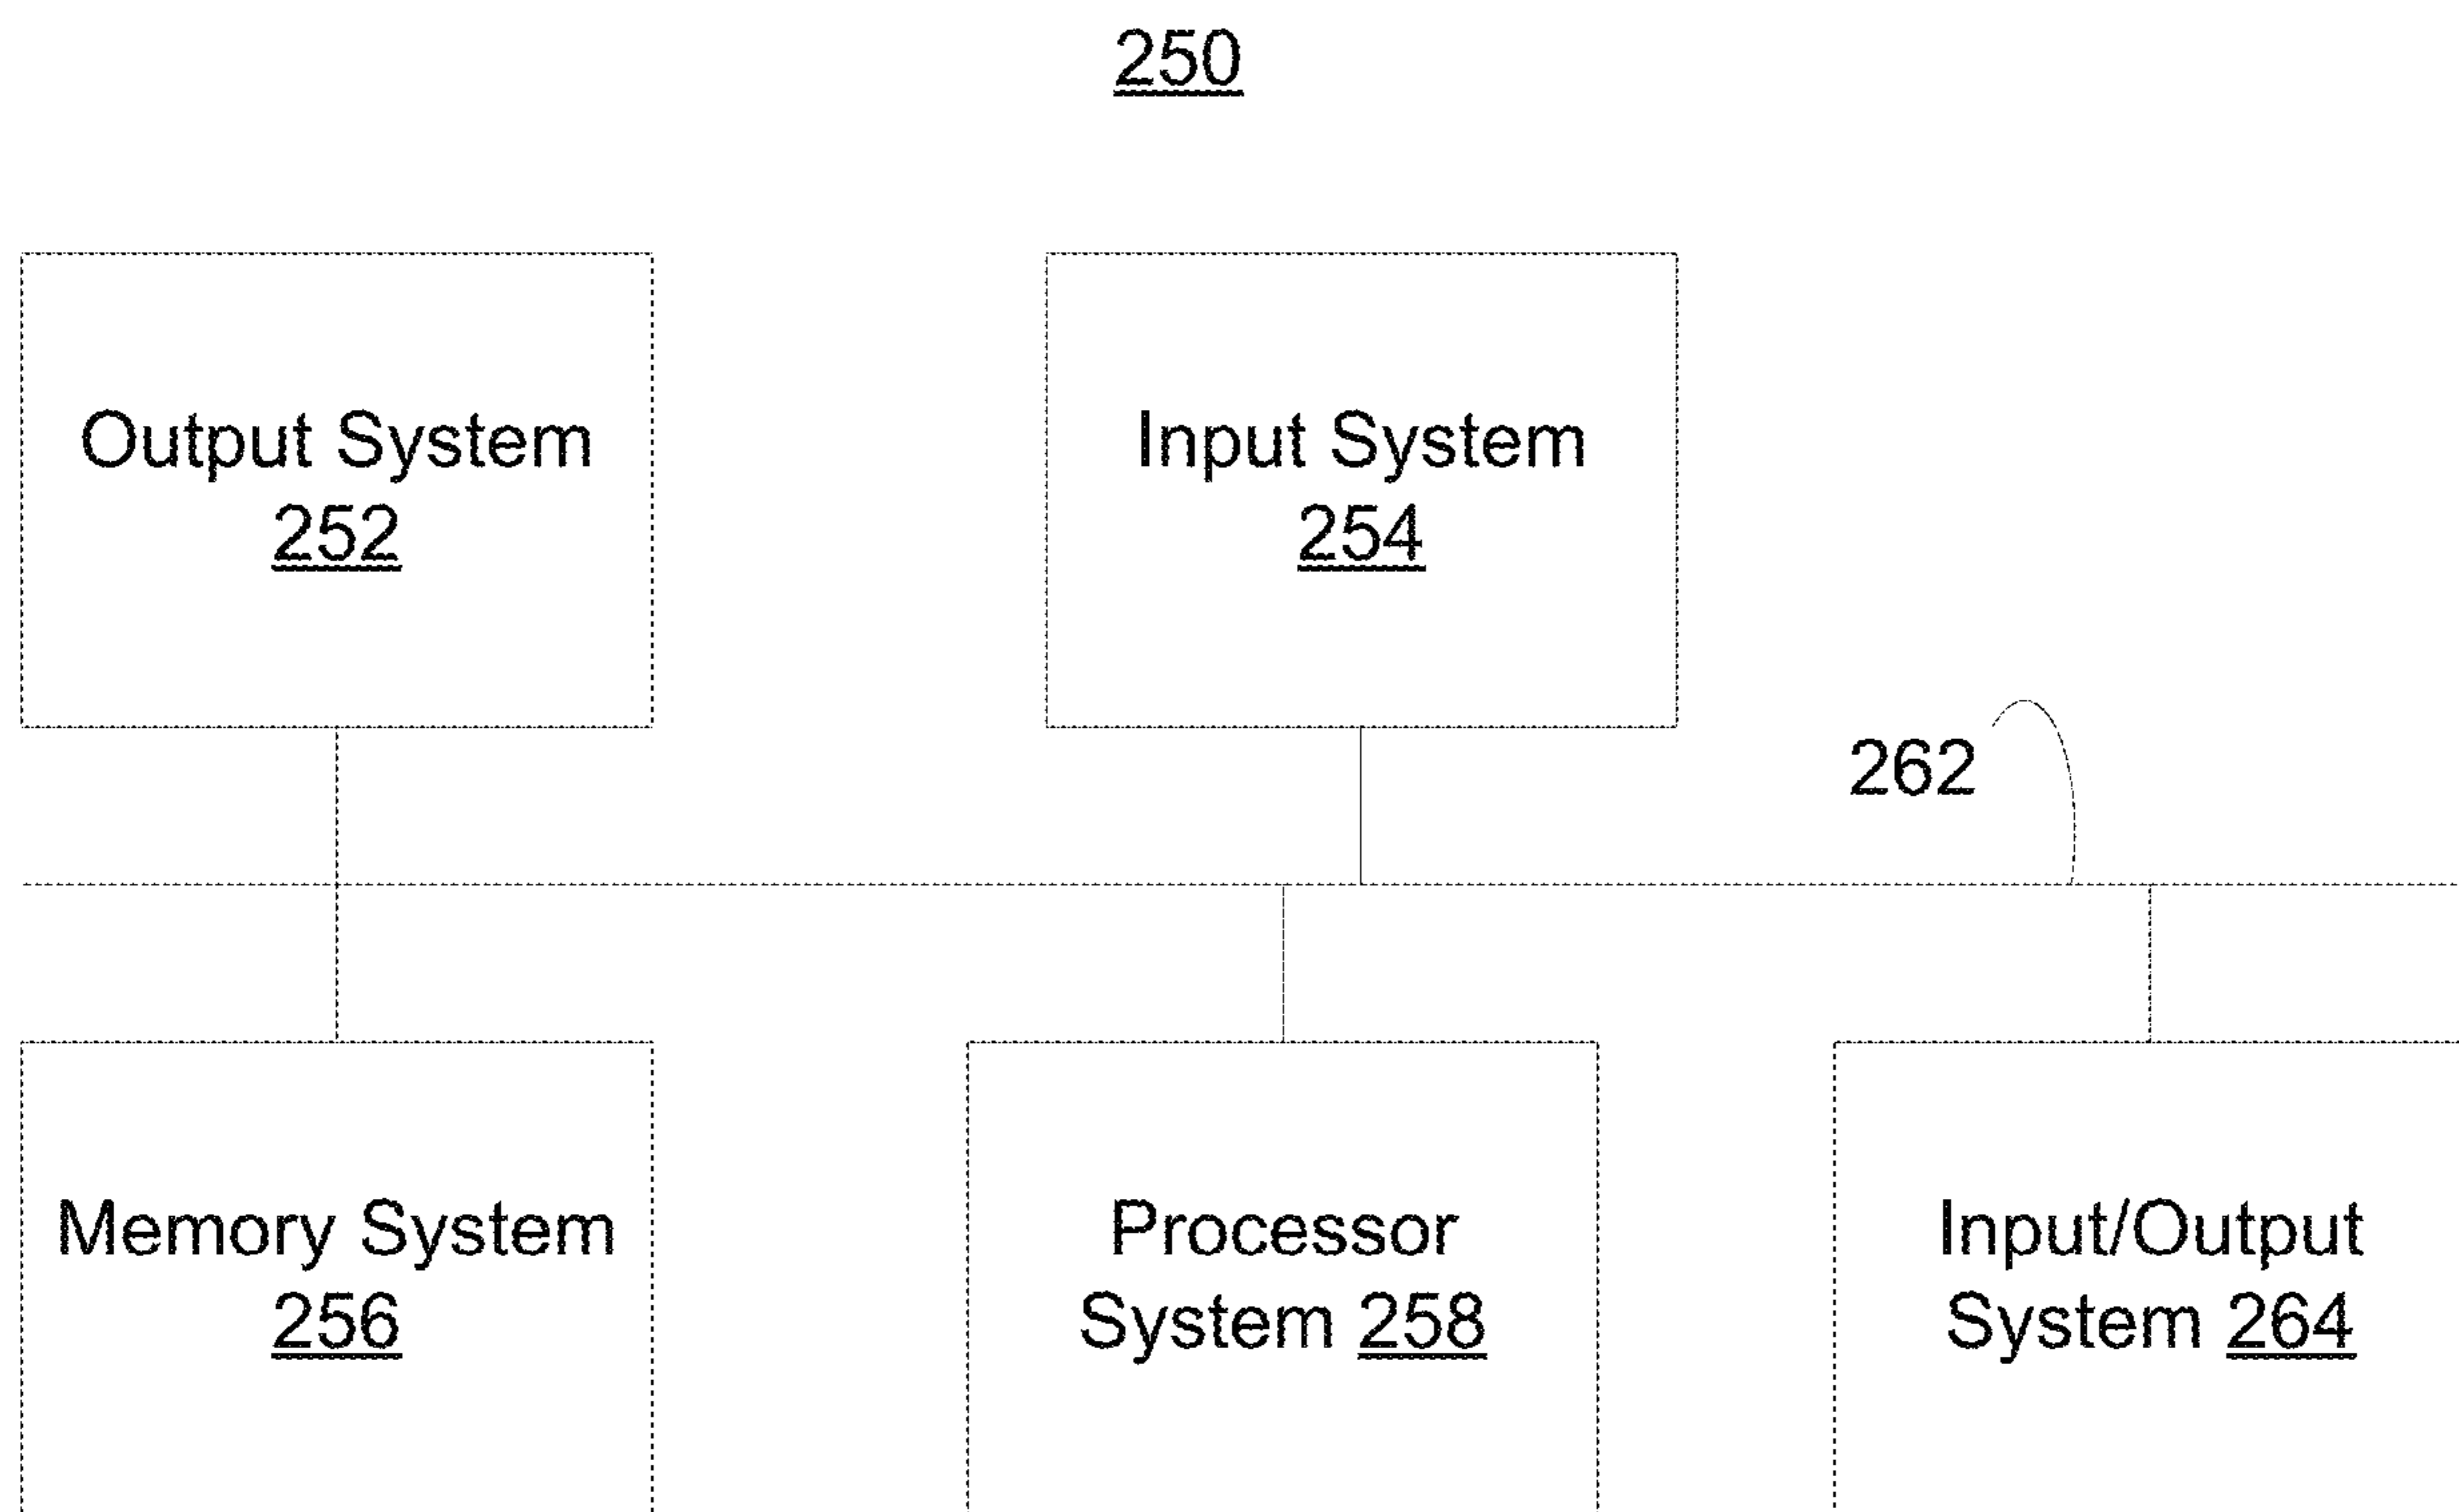 250
Output System
252
Input System
254
262
Memory System
256
Processor
System 258
Input/Output
System 264